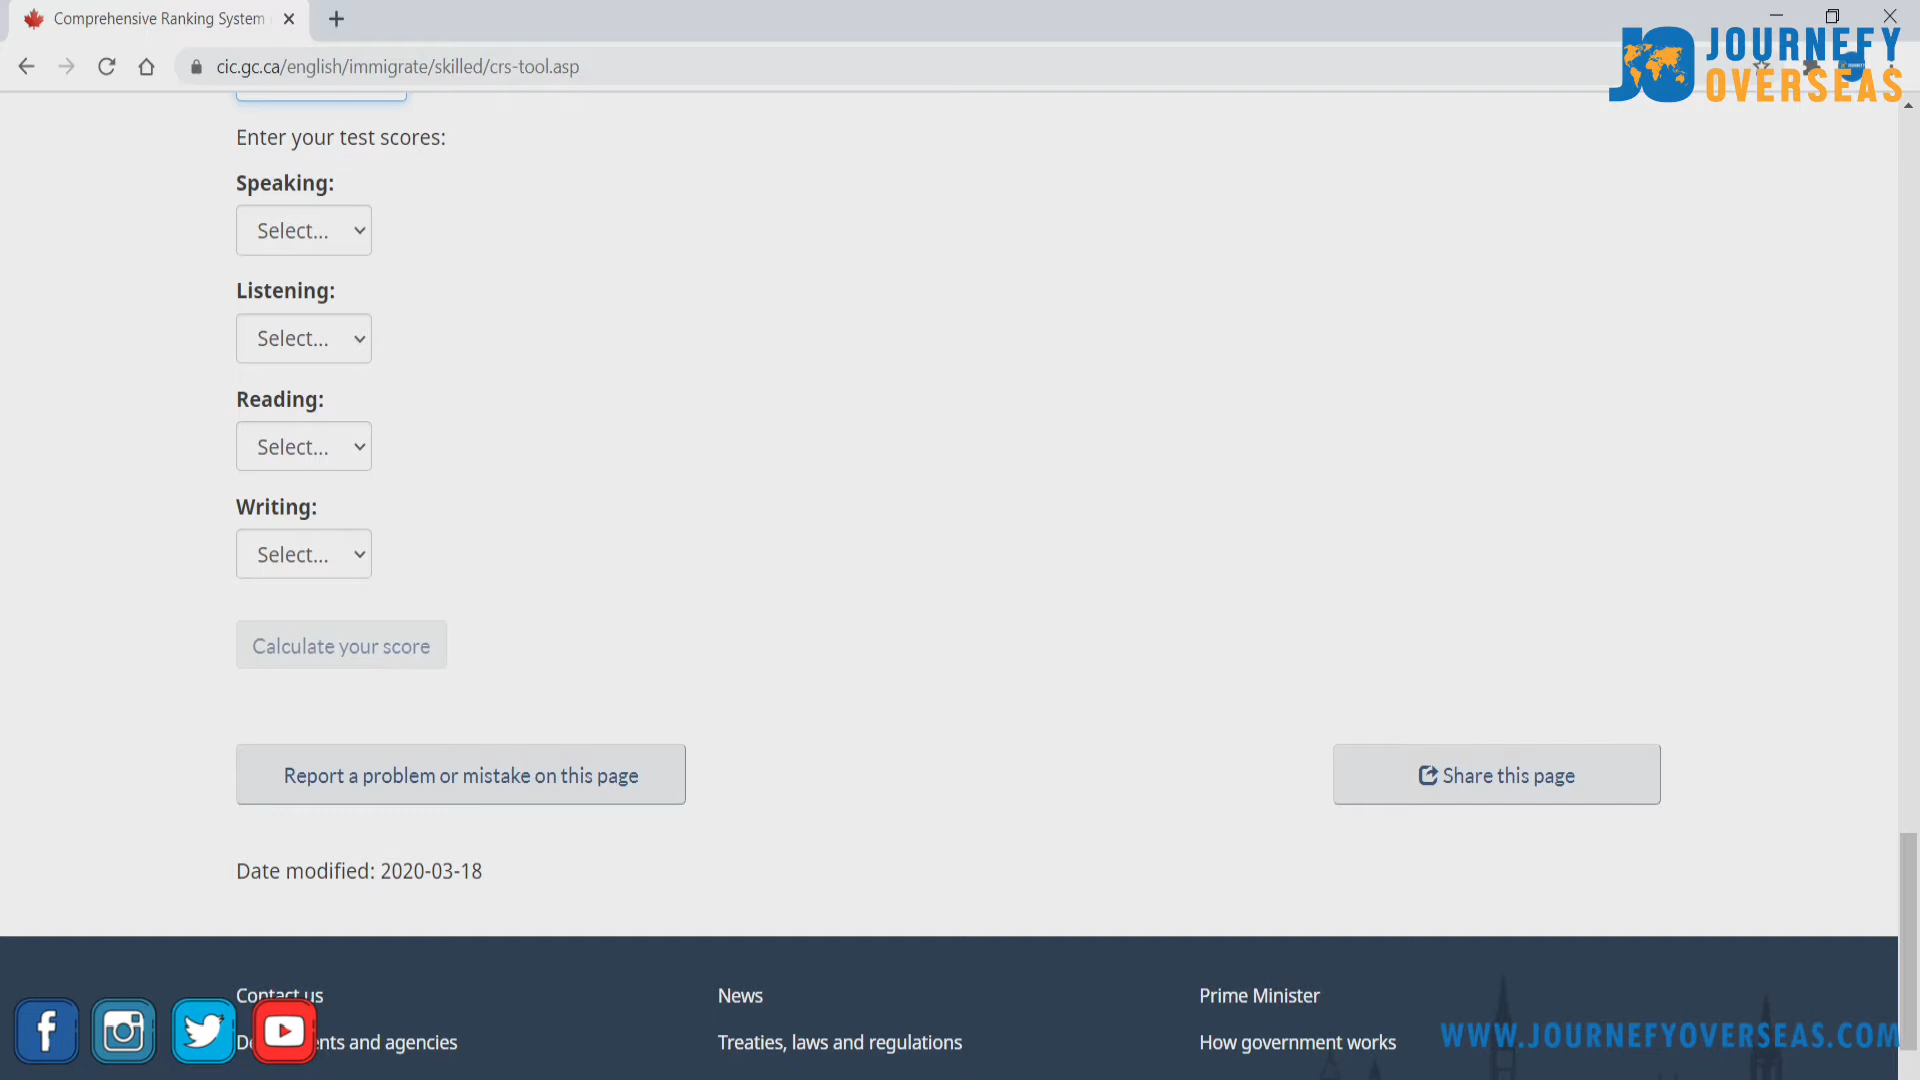 Comprehensive Ranking System
cic.gc.ca/english/immigrate/skilled/crs-tool.asp
JOURNEFY
OVERSEAS
Enter your test scores:
Speaking:
Select...
Listening:
Select...
Reading:
Select...
Writing:
Select...
Calculate your score
Report a problem or mistake on this page
Share this page
Date modified: 2020-03-18
Contact us
News
Prime Minister
and agencies
Treaties, laws and regulations
How government works
WWW.JOURNEFYOVERSEAS.COM